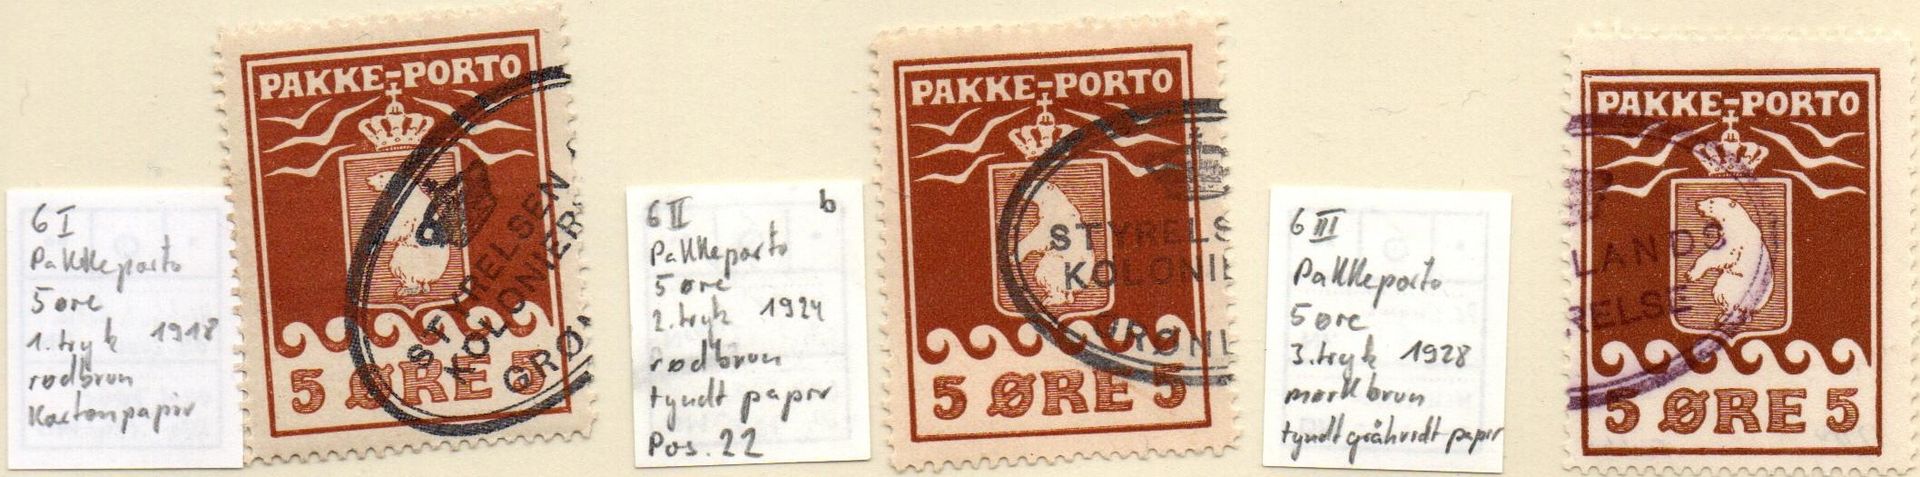 6 I
Pakkeporto
5 øre
1. tryk 1918
rødbrun
Kartonpapir
PAKKE-PORTO
STYRELSEN
KOLONIER
GRØN
5 ØRE 5
6 II b
Pakkeporto
5 øre
2. tryk 1924
rødbrun
tyndt papir
Pos. 22
PAKKE-PORTO
STYRELS
KOLONIE
GRØNL
5 ØRE 5
6 III
Pakkeporto
5 øre
3. tryk 1928
mørkbrun
tyndt gråhvidt papir
PAKKE-PORTO
LANDS
RELSE
5 ØRE 5